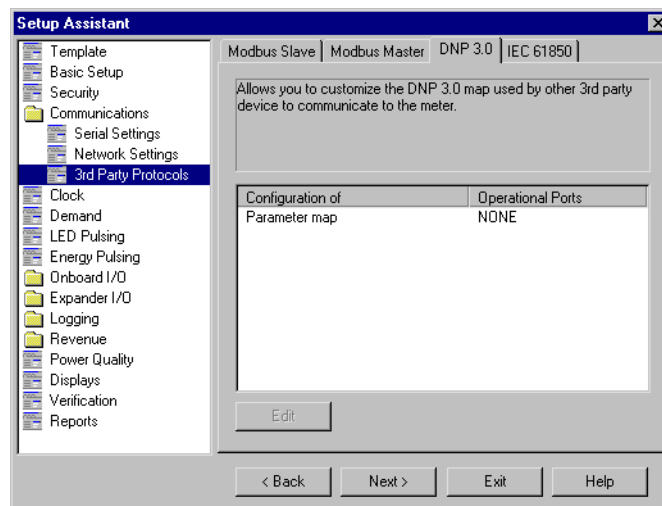 Setup Assistant
Template
Basic Setup
Security
Communications
Serial Settings
Network Settings
3rd Party Protocols
Clock
Demand
LED Pulsing
Energy Pulsing
Onboard I/O
Expander I/O
Logging
Revenue
Power Quality
Displays
Verification
Reports
Modbus Slave Modbus Master DNP 3.0 IEC 61850
Allows you to customize the DNP 3.0 map used by other 3rd party
device to communicate to the meter.
Configuration of Operational Ports
Parameter map NONE
Edit
< Back Next > Exit Help